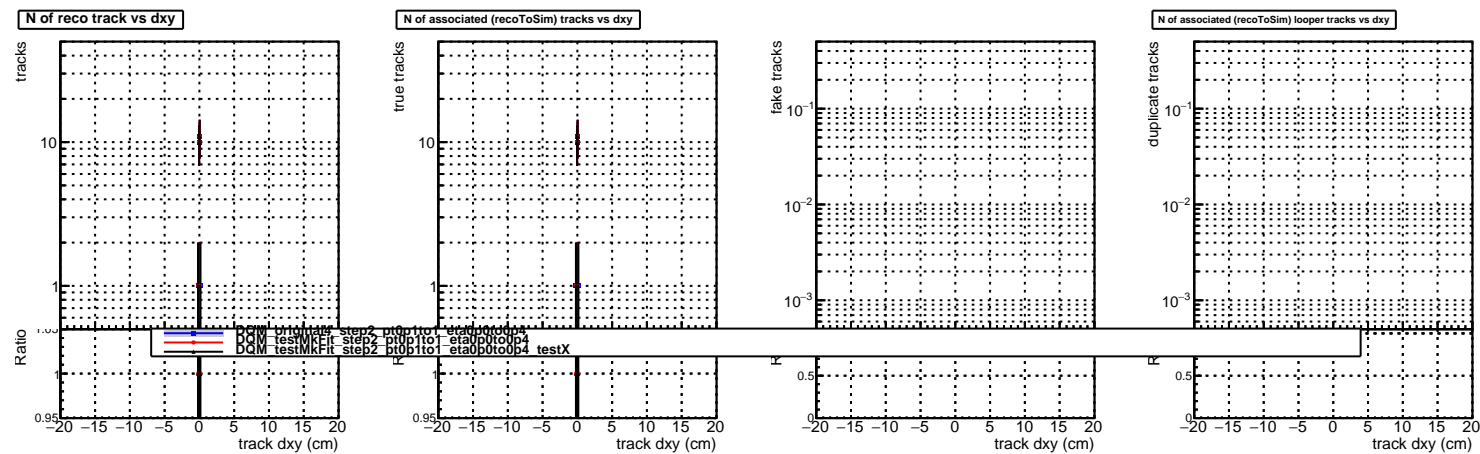 N of reco track vs dxy
N of associated (recoToSim) tracks vs dxy
N of associated (recoToSim) looper tracks vs dxy
tracks
10
1
true tracks
10
1
fake tracks
10−1
10−2
10−3
duplicate tracks
10−1
10−2
10−3
DQM_original4_step2_pt0p1to1_eta0p0to0p4
DQM_testMkFit_step2_pt0p1to1_eta0p0to0p4
DQM_testMkFit_step2_pt0p1to1_eta0p0to0p4_testX
Ratio
1
0.95
−20 −15 −10 −5 0 5 10 15 20
track dxy (cm)
1
0.95
−20 −15 −10 −5 0 5 10 15 20
track dxy (cm)
0.5
0
−20 −15 −10 −5 0 5 10 15 20
track dxy (cm)
0.5
0
−20 −15 −10 −5 0 5 10 15 20
track dxy (cm)